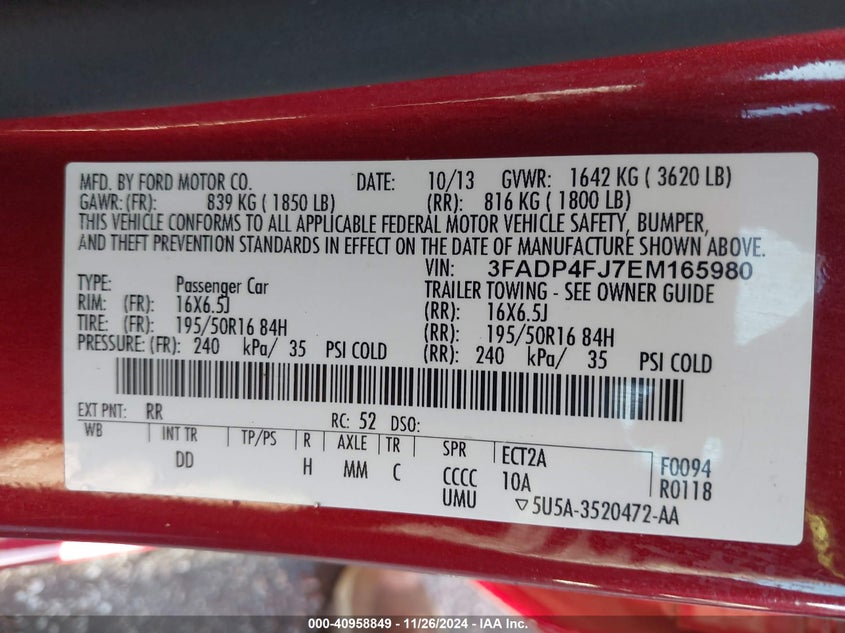 MFD. BY FORD MOTOR CO. DATE: 10/13 GVWR: 1642 KG ( 3620 LB)
GAWR: (FR): 839 KG ( 1850 LB) (RR): 816 KG ( 1800 LB)
THIS VEHICLE CONFORMS TO ALL APPLICABLE FEDERAL MOTOR VEHICLE SAFETY, BUMPER,
AND THEFT PREVENTION STANDARDS IN EFFECT ON THE DATE OF MANUFACTURE SHOWN ABOVE.
VIN: 3FADP4FJ7EM165980
TYPE: Passenger Car TRAILER TOWING - SEE OWNER GUIDE
RIM: (FR): 16X6.5J (RR): 16X6.5J
TIRE: (FR): 195/50R16 84H (RR): 195/50R16 84H
PRESSURE: (FR): 240 kPa/ 35 PSI COLD (RR): 240 kPa/ 35 PSI COLD
EXT PNT: RR RC: 52 DSO:
WB INT TR TP/PS R AXLE TR SPR ECT2A F0094
DD H MM C CCCC 10A R0118
UMU ▽5U5A-3520472-AA
000-40958849 - 11/26/2024 - IAAI.com